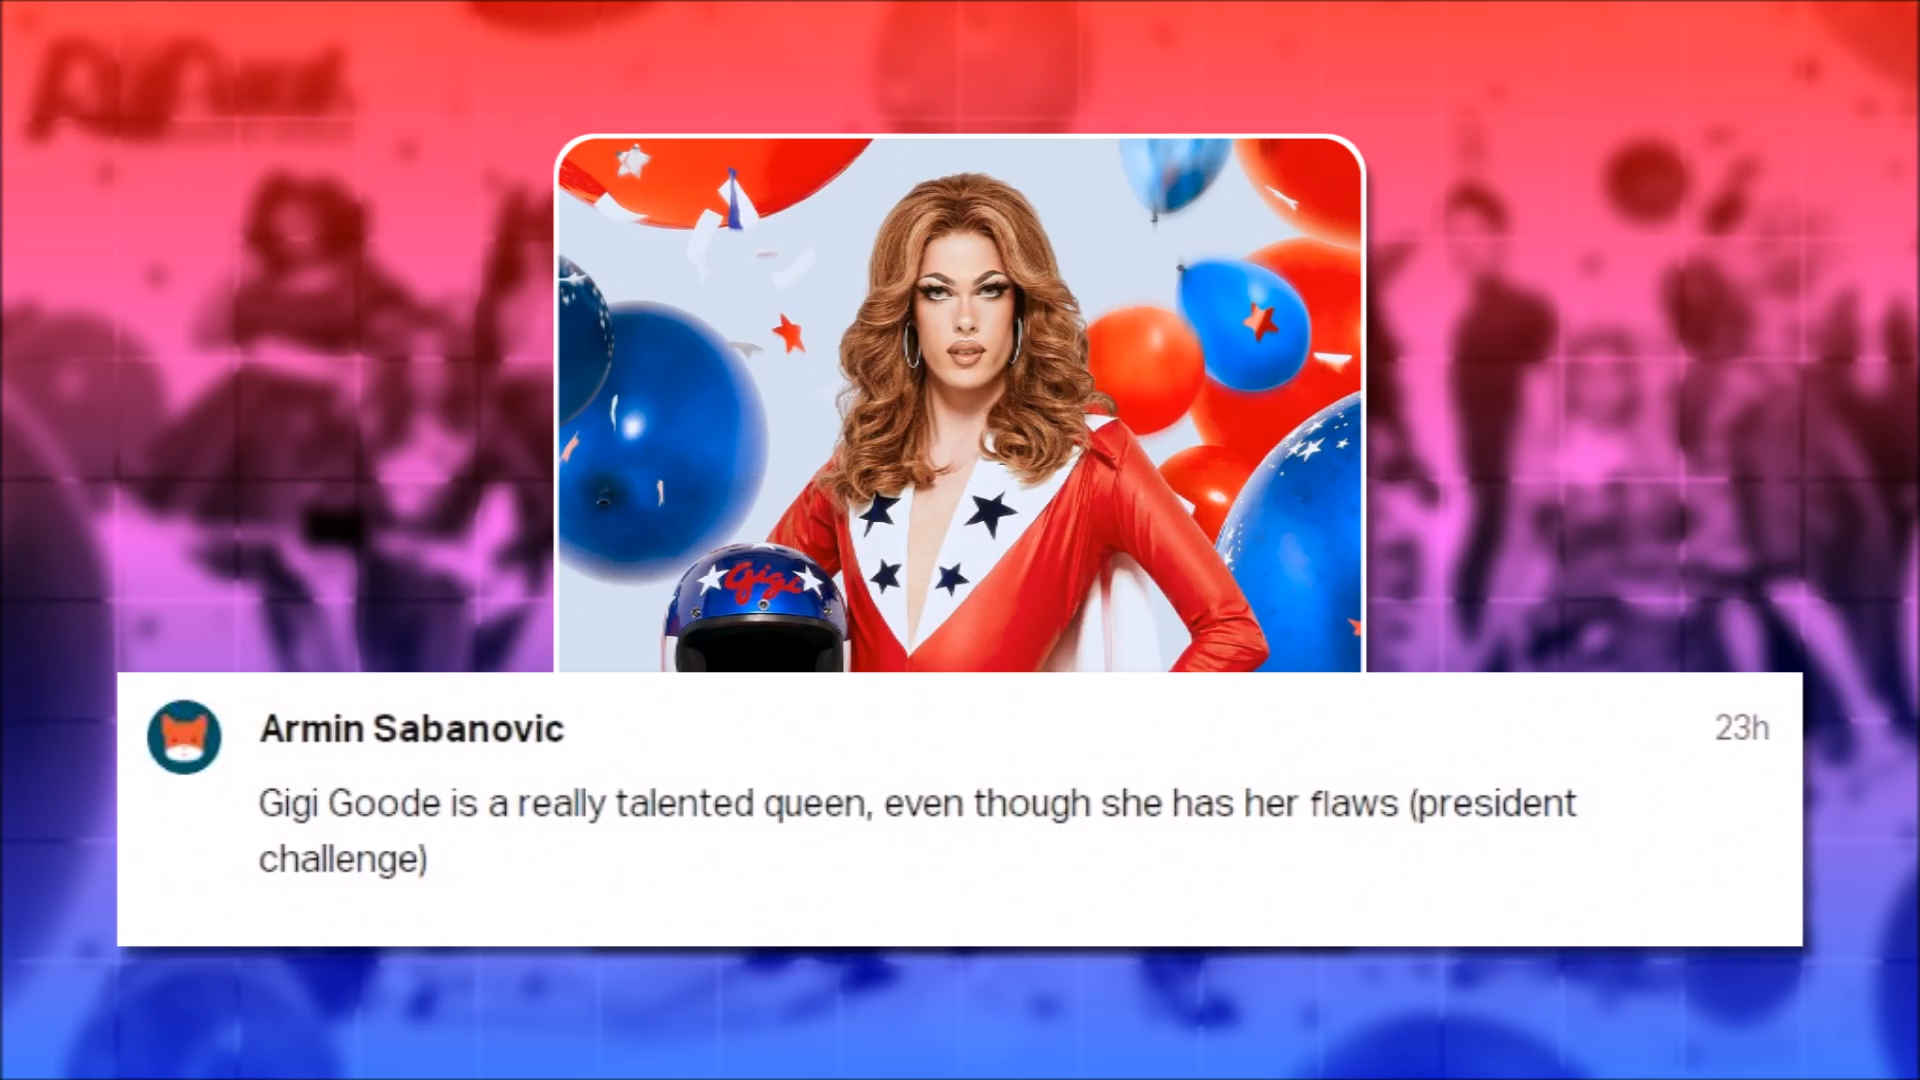 Gigi
Armin Sabanovic
23h
Gigi Goode is a really talented queen, even though she has her flaws (president
challenge)